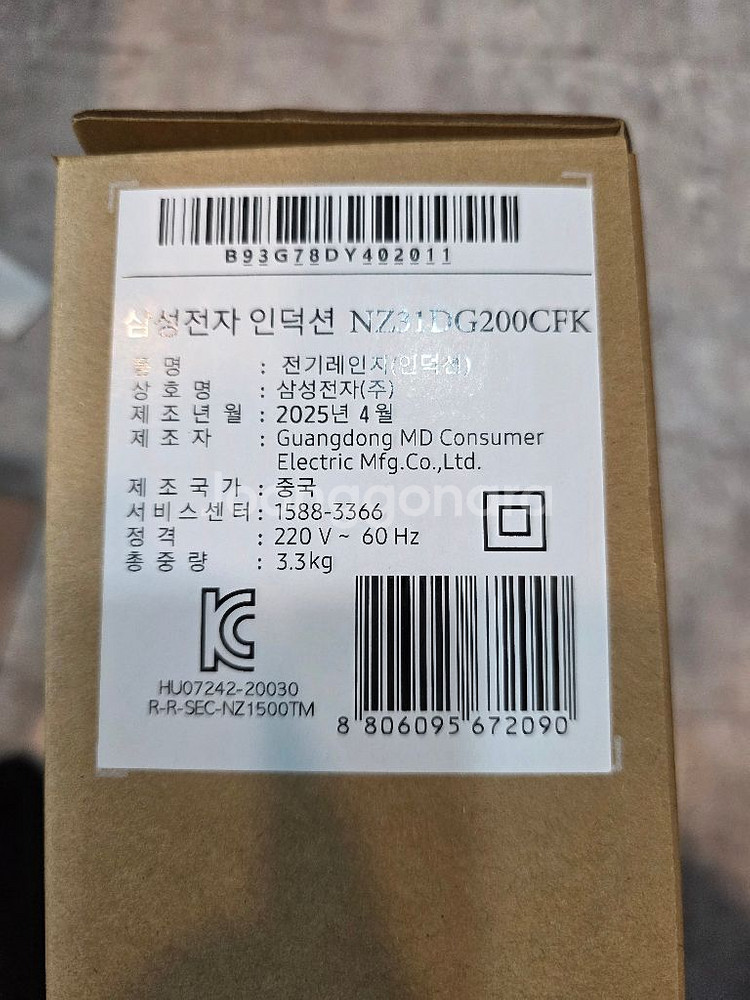 B93G78DY402011
삼성전자 인덕션 NZ31DG200CFK
품 명 : 전기레인지(인덕션)
상 호 명 : 삼성전자(주)
제 조 년 월 : 2025년 4월
제 조 자 : Guangdong MD Consumer
Electric Mfg.Co.,Ltd.
제 조 국 가 : 중국
서비스센터 : 1588-3366
정 격 : 220 V ~ 60 Hz
총 중 량 : 3.3kg
HU07242-20030
R-R-SEC-NZ1500TM
8 806095 672090
joonggonara